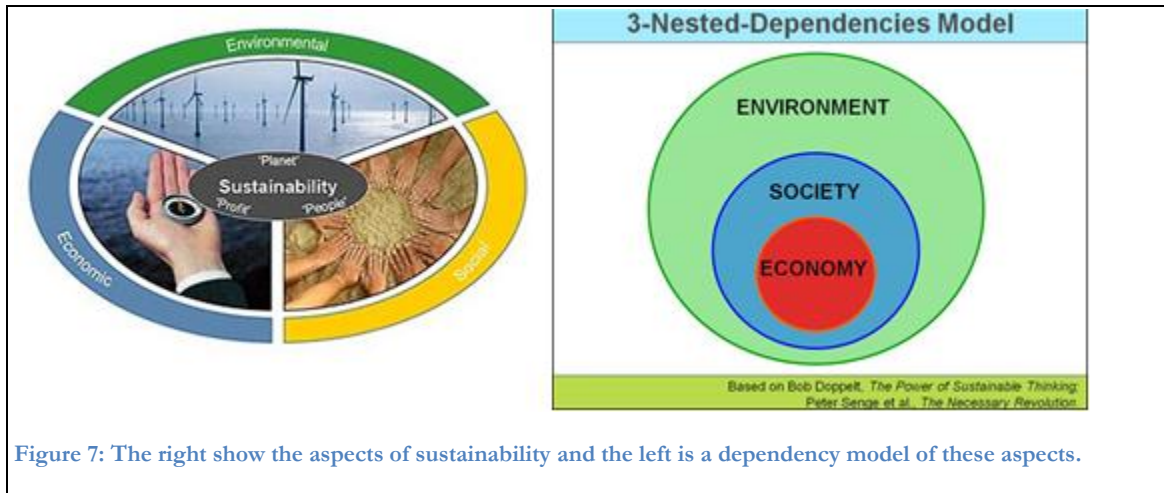 Environmental
'Planet'
Sustainability
'Profit' 'People'
Economic
Social
3-Nested-Dependencies Model
ENVIRONMENT
SOCIETY
ECONOMY
Based on Bob Doppelt, The Power of Sustainable Thinking;
Peter Senge et al., The Necessary Revolution.
Figure 7: The right show the aspects of sustainability and the left is a dependency model of these aspects.